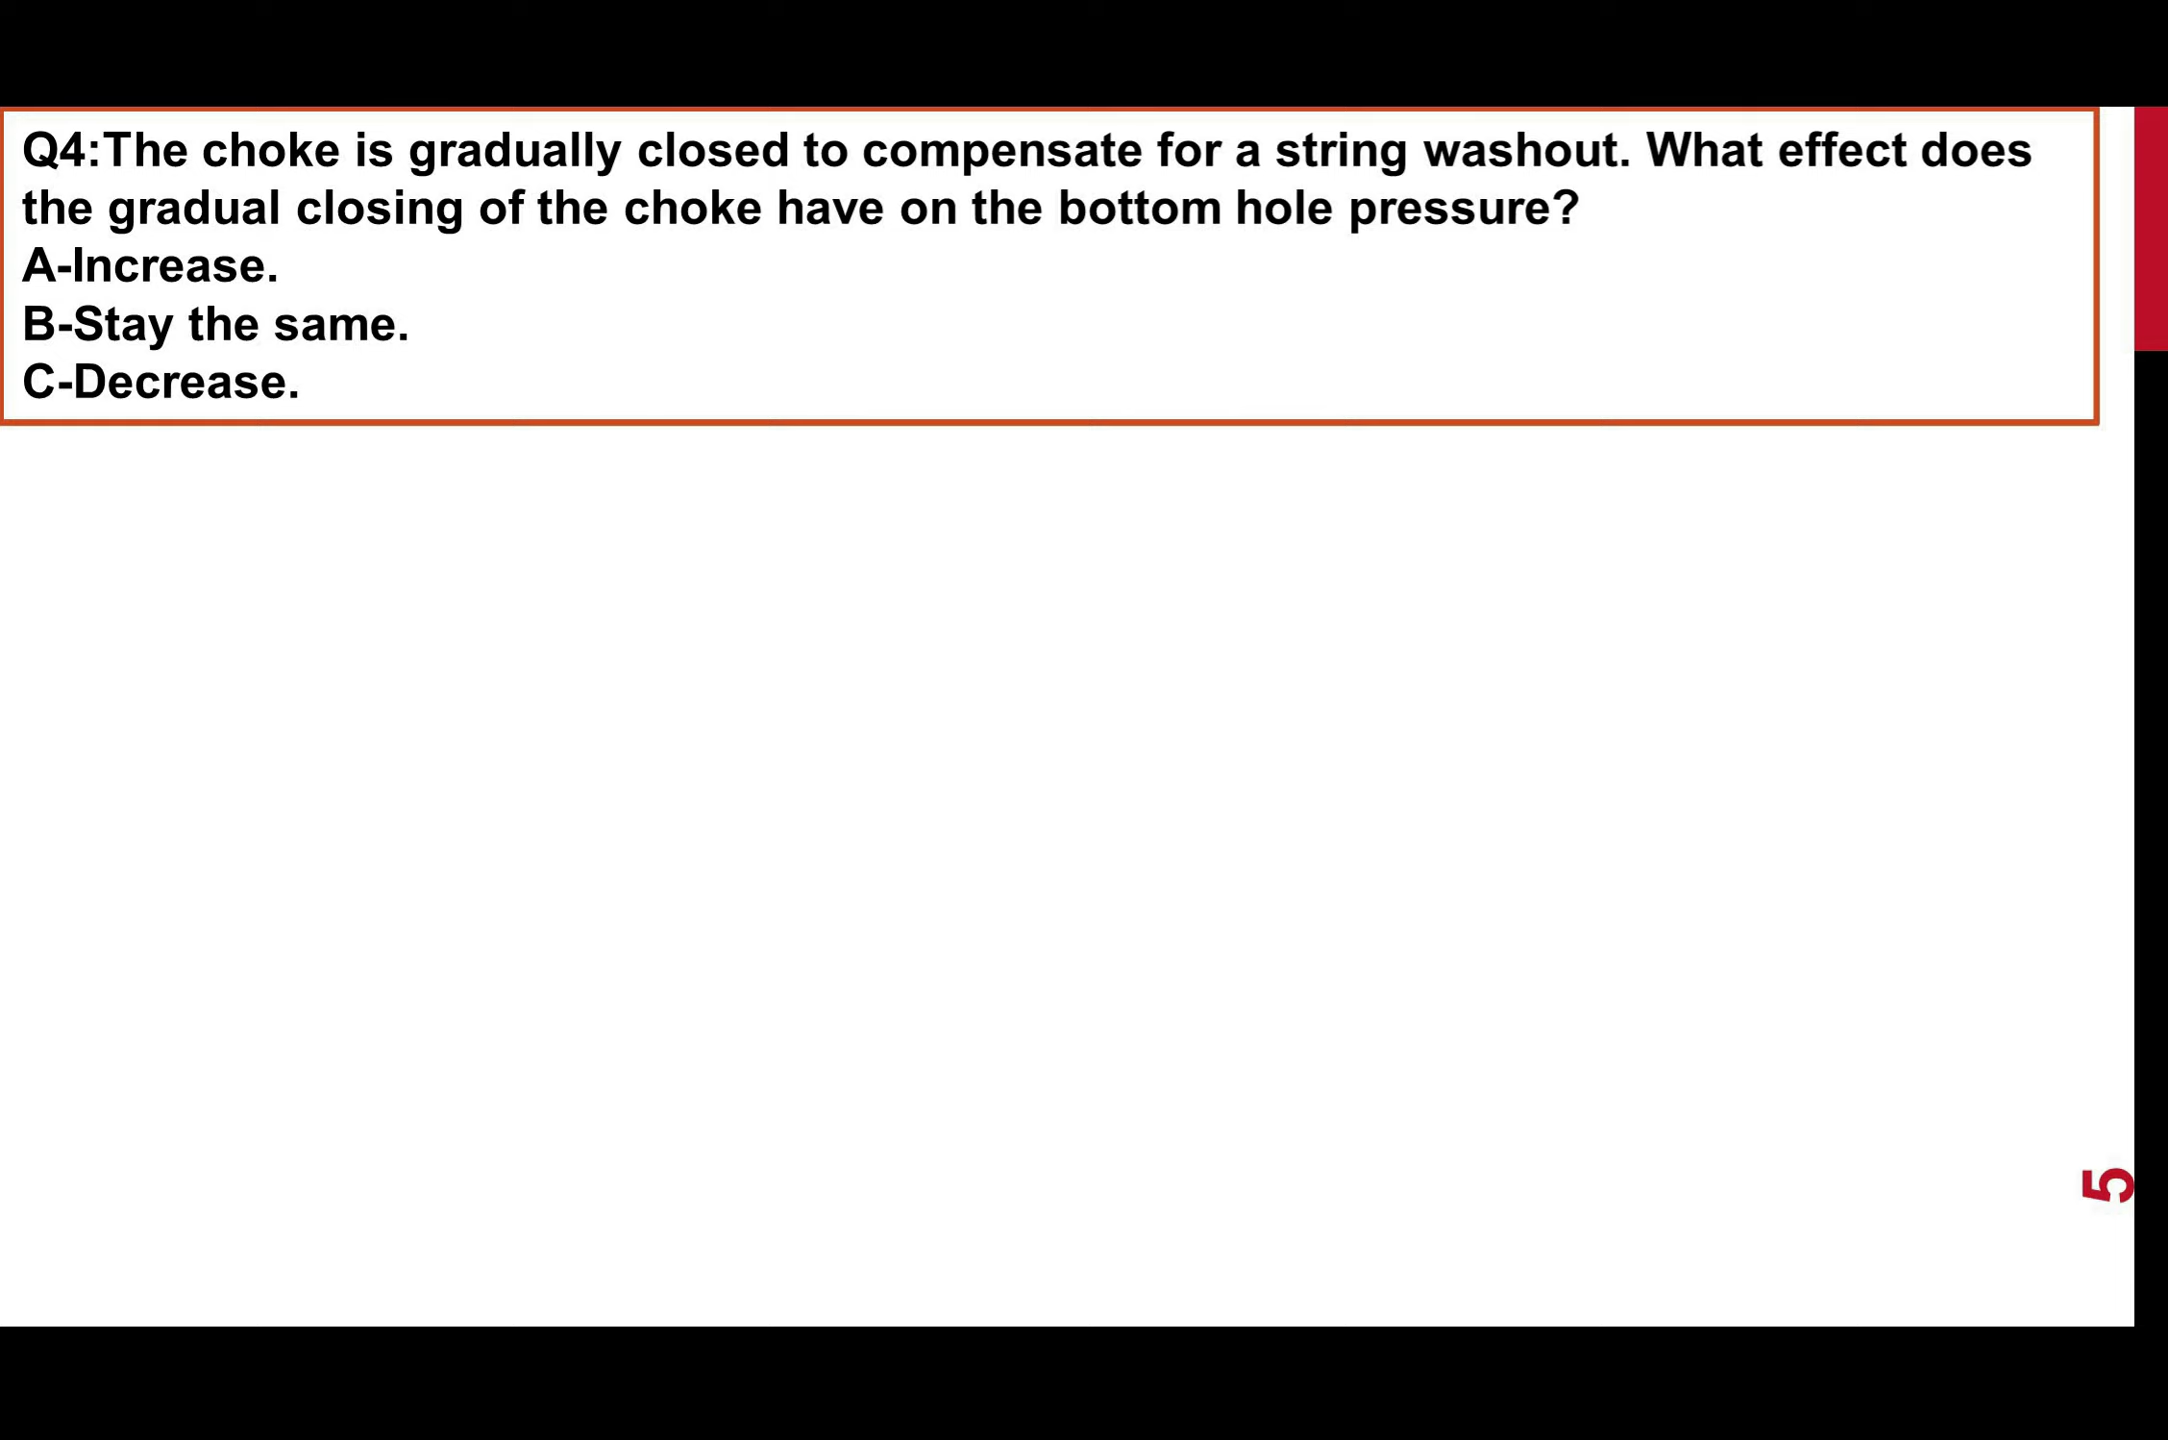 Q4:The choke is gradually closed to compensate for a string washout. What effect does
the gradual closing of the choke have on the bottom hole pressure?
A-Increase.
B-Stay the same.
C-Decrease.
5